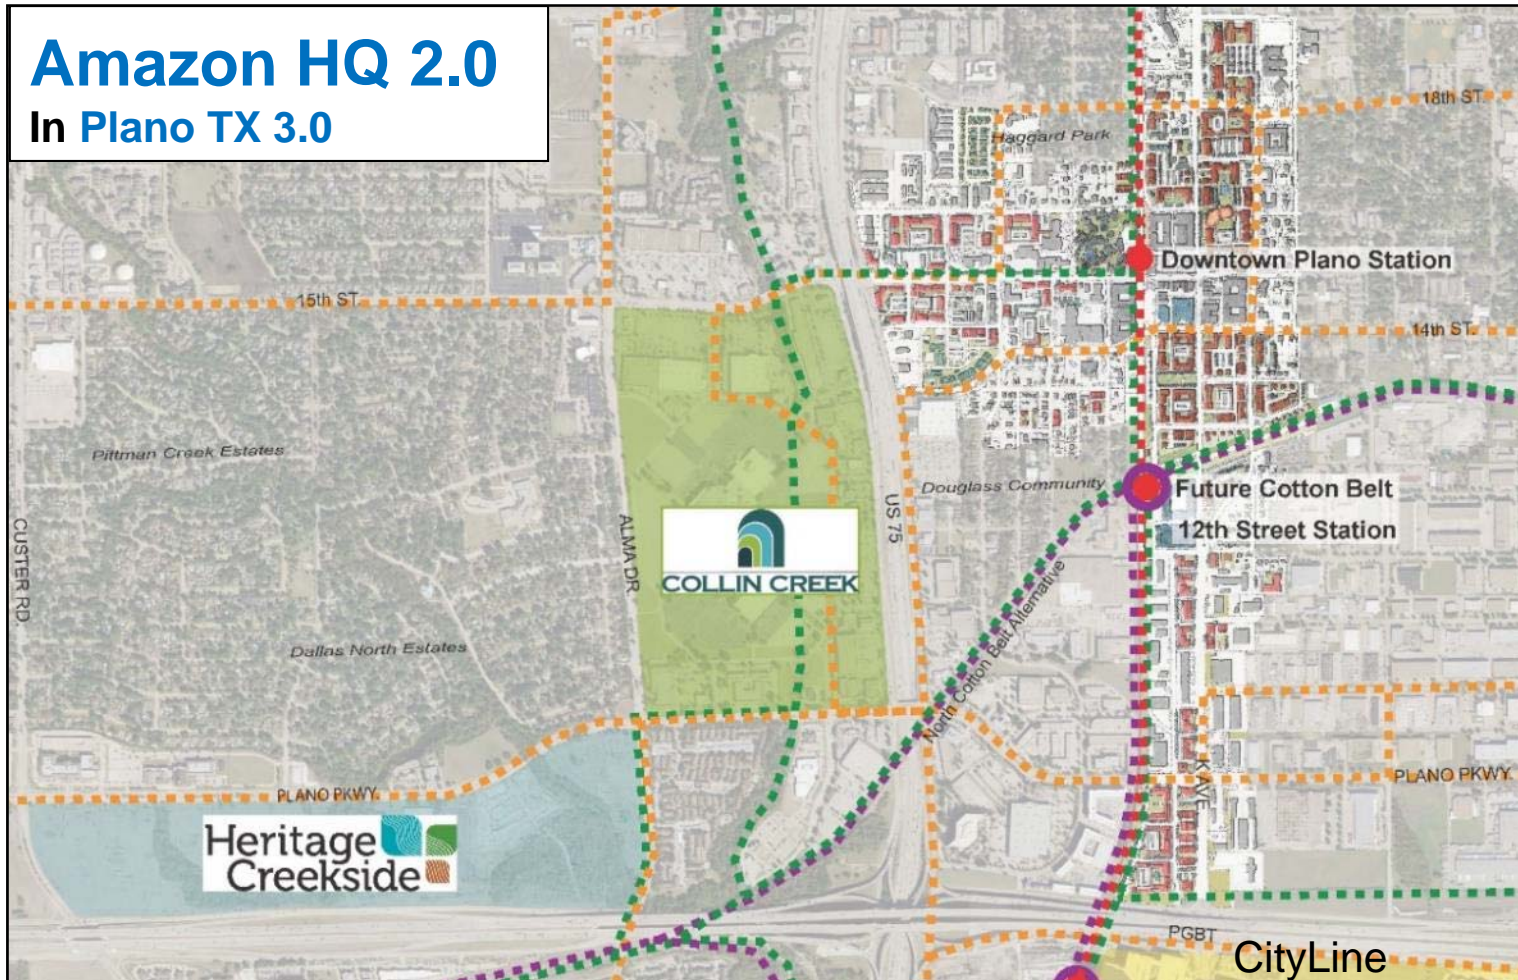 Amazon HQ 2.0
In Plano TX 3.0
18th ST.
Haggard Park
Downtown Plano Station
15th ST.
14th ST.
Pittman Creek Estates
Douglass Community
Future Cotton Belt
12th Street Station
US 75
CUSTER RD.
ALMA DR.
COLLIN CREEK
North Cotton Belt Alternative
Dallas North Estates
PLANO PKWY.
K AVE.
PLANO PKWY.
Heritage
Creekside
PGBT
CityLine